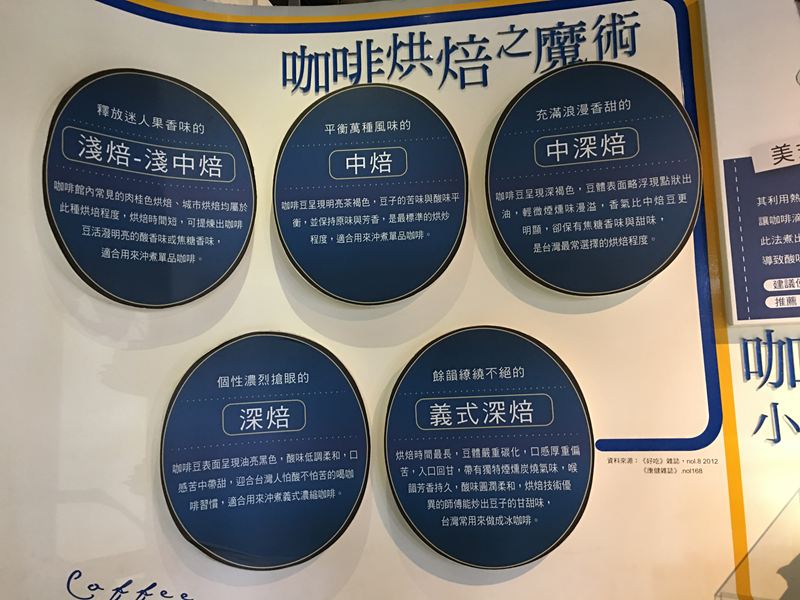 咖啡烘焙之魔術
釋放迷人果香味的
淺焙-淺中焙
咖啡館內常見的肉桂色烘焙、城市烘焙均屬於
此種烘焙程度，烘焙時間短，可提煉出咖啡
豆活潑明亮的酸香味或焦糖香味，
適合用來沖煮單品咖啡。
平衡萬種風味的
中焙
咖啡豆呈現明亮茶褐色，豆子的苦味與酸味平
衡，並保持原味與芳香，是最標準的烘炒
程度，適合用來沖煮單品咖啡。
充滿浪漫香甜的
中深焙
咖啡豆呈現深褐色，豆體表面略浮現點狀出
油，輕微煙燻味漫溢，香氣比中焙豆更
明顯，卻保有焦糖香味與甜味，
是台灣最常選擇的烘焙程度。
個性濃烈搶眼的
深焙
咖啡豆表面呈現油亮黑色，酸味低調柔和，口
感苦中帶甜，迎合台灣人怕酸不怕苦的喝咖
啡習慣，適合用來沖煮義式濃縮咖啡。
餘韻繚繞不絕的
義式深焙
烘焙時間最長，豆體嚴重碳化，口感厚重偏
苦，入口回甘，帶有獨特煙燻炭燒氣味，喉
韻芳香持久，酸味圓潤柔和，烘焙技術優
異的師傅能炒出豆子的甘甜味，
台灣常用來做成冰咖啡。
資料來源：《好吃》雜誌，nol.8 2012
《康健雜誌》.nol168
Coffee
美
其利用熱
讓咖啡滴
此法煮出
導致酸味
建議
推薦
咖
小